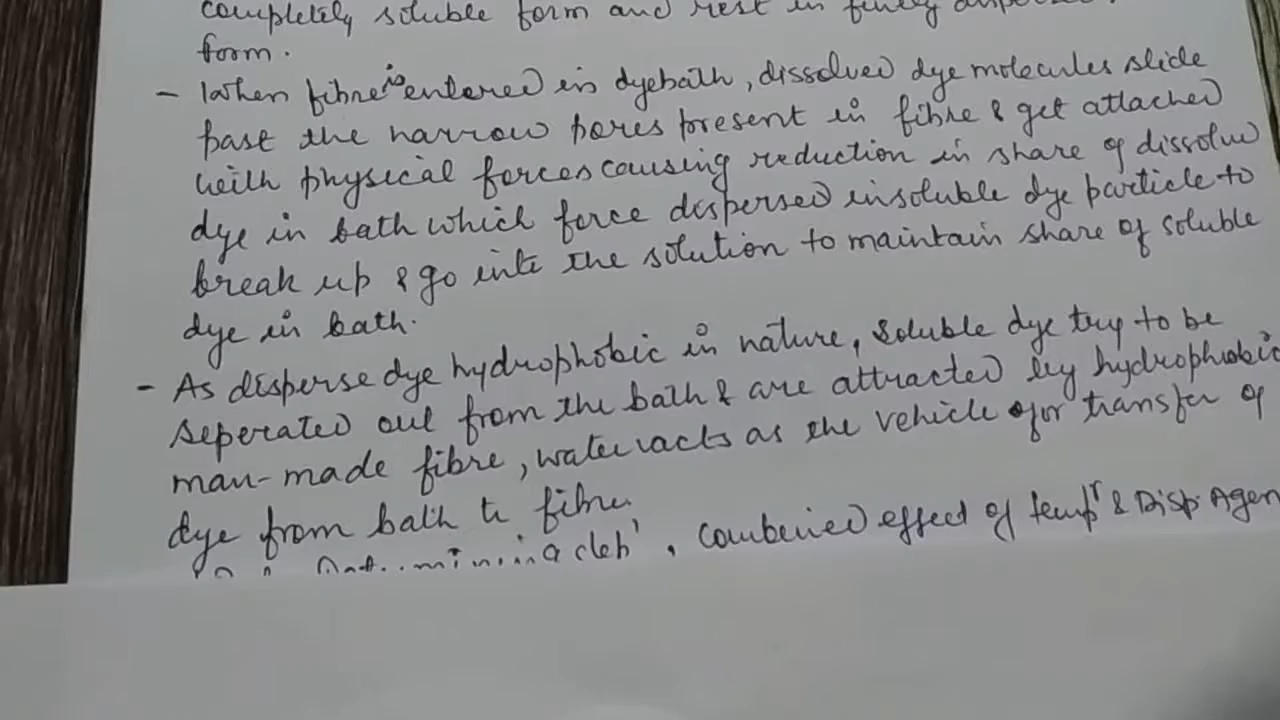 completely soluble form and rest in finely
form.
- When fibre is entered in dyebath, dissolved dye molecules slide
past the narrow pores present in fibre & get attached
with physical forces causing reduction in share of dissolve
dye in bath which force dispersed insoluble dye particle to
break up & go into the solution to maintain share of soluble
dye in bath.
- As disperse dye hydrophobic in nature, soluble dye try to be
seperated out from the bath & are attracted by hydrophobic
man-made fibre, water acts as the vehicle for transfer of
dye from bath to fibre.
combined effect of tempr & Disp. Agen